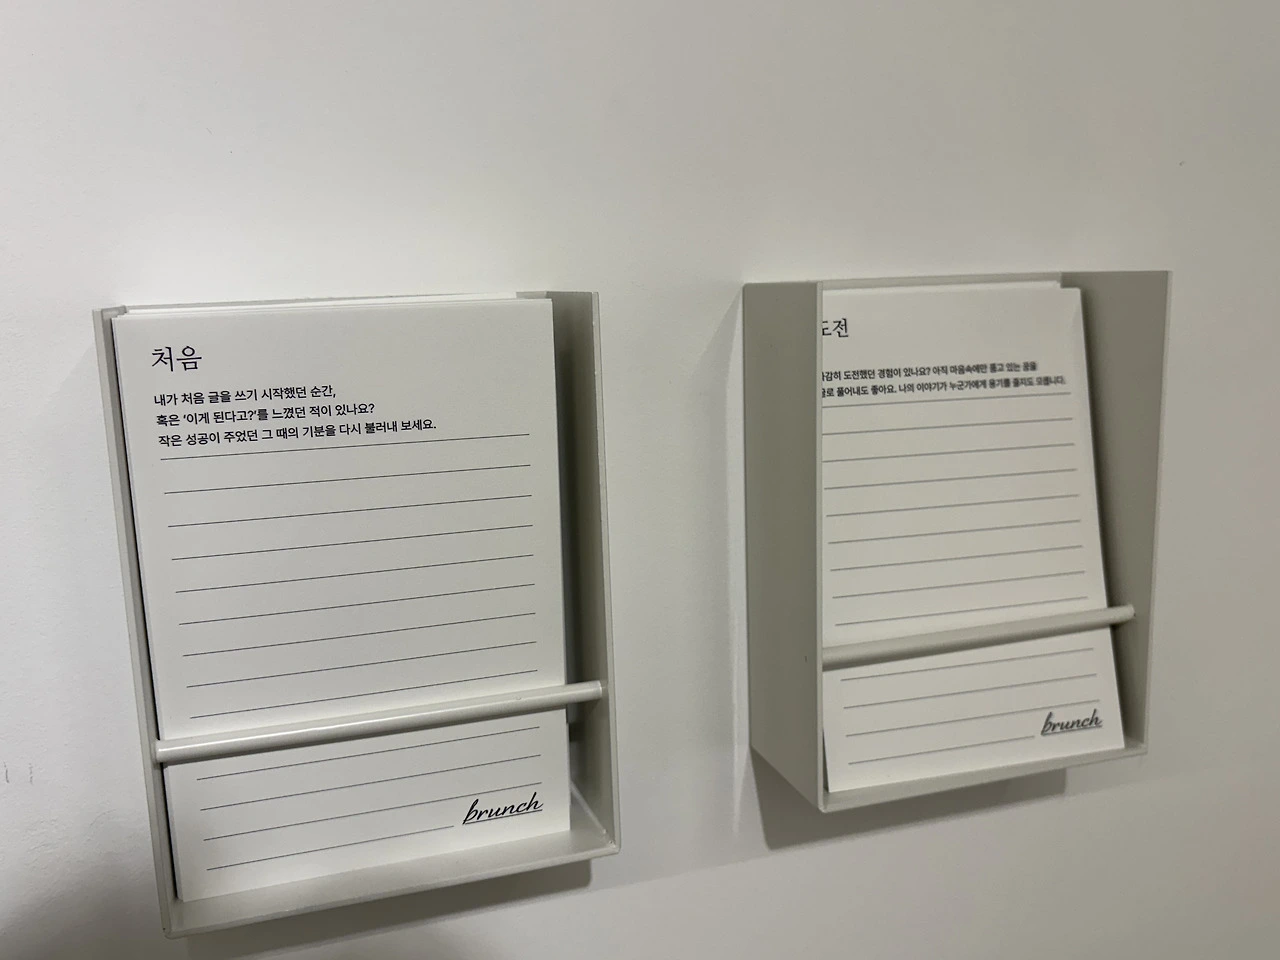 처음
내가 처음 글을 쓰기 시작했던 순간,
혹은 '이게 된다고?'를 느꼈던 적이 있나요?
작은 성공이 주었던 그 때의 기분을 다시 불러내 보세요.
brunch
도전
도전했던 경험이 있나요? 아직 마음속에만 품고 있는 꿈을
풀어내도 좋아요. 나의 이야기가 누군가에게 용기를 줄지도 모릅니다.
brunch